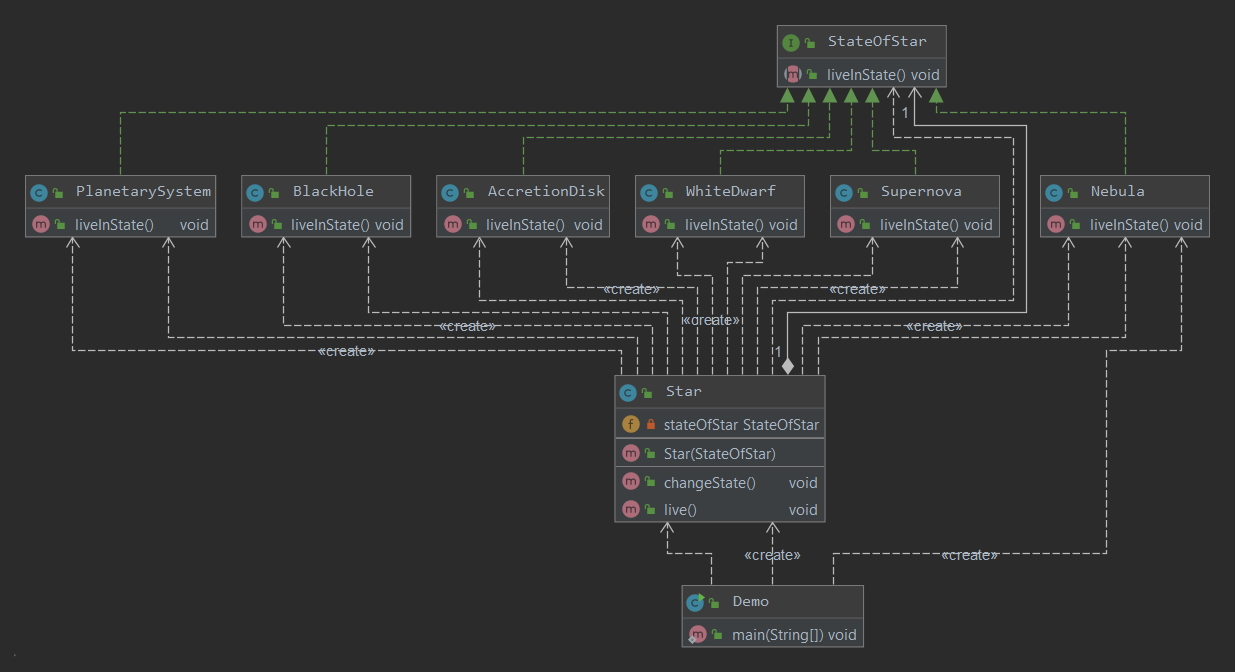 StateOfStar
liveInState() void
1
PlanetarySystem
liveInState() void
BlackHole
liveInState() void
AccretionDisk
liveInState() void
WhiteDwarf
liveInState() void
Supernova
liveInState() void
Nebula
liveInState() void
«create»
«create»
«create»
«create»
«create»
«create»
1
Star
stateOfStar StateOfStar
Star(StateOfStar)
changeState() void
live() void
«create»
«create»
Demo
main(String[]) void